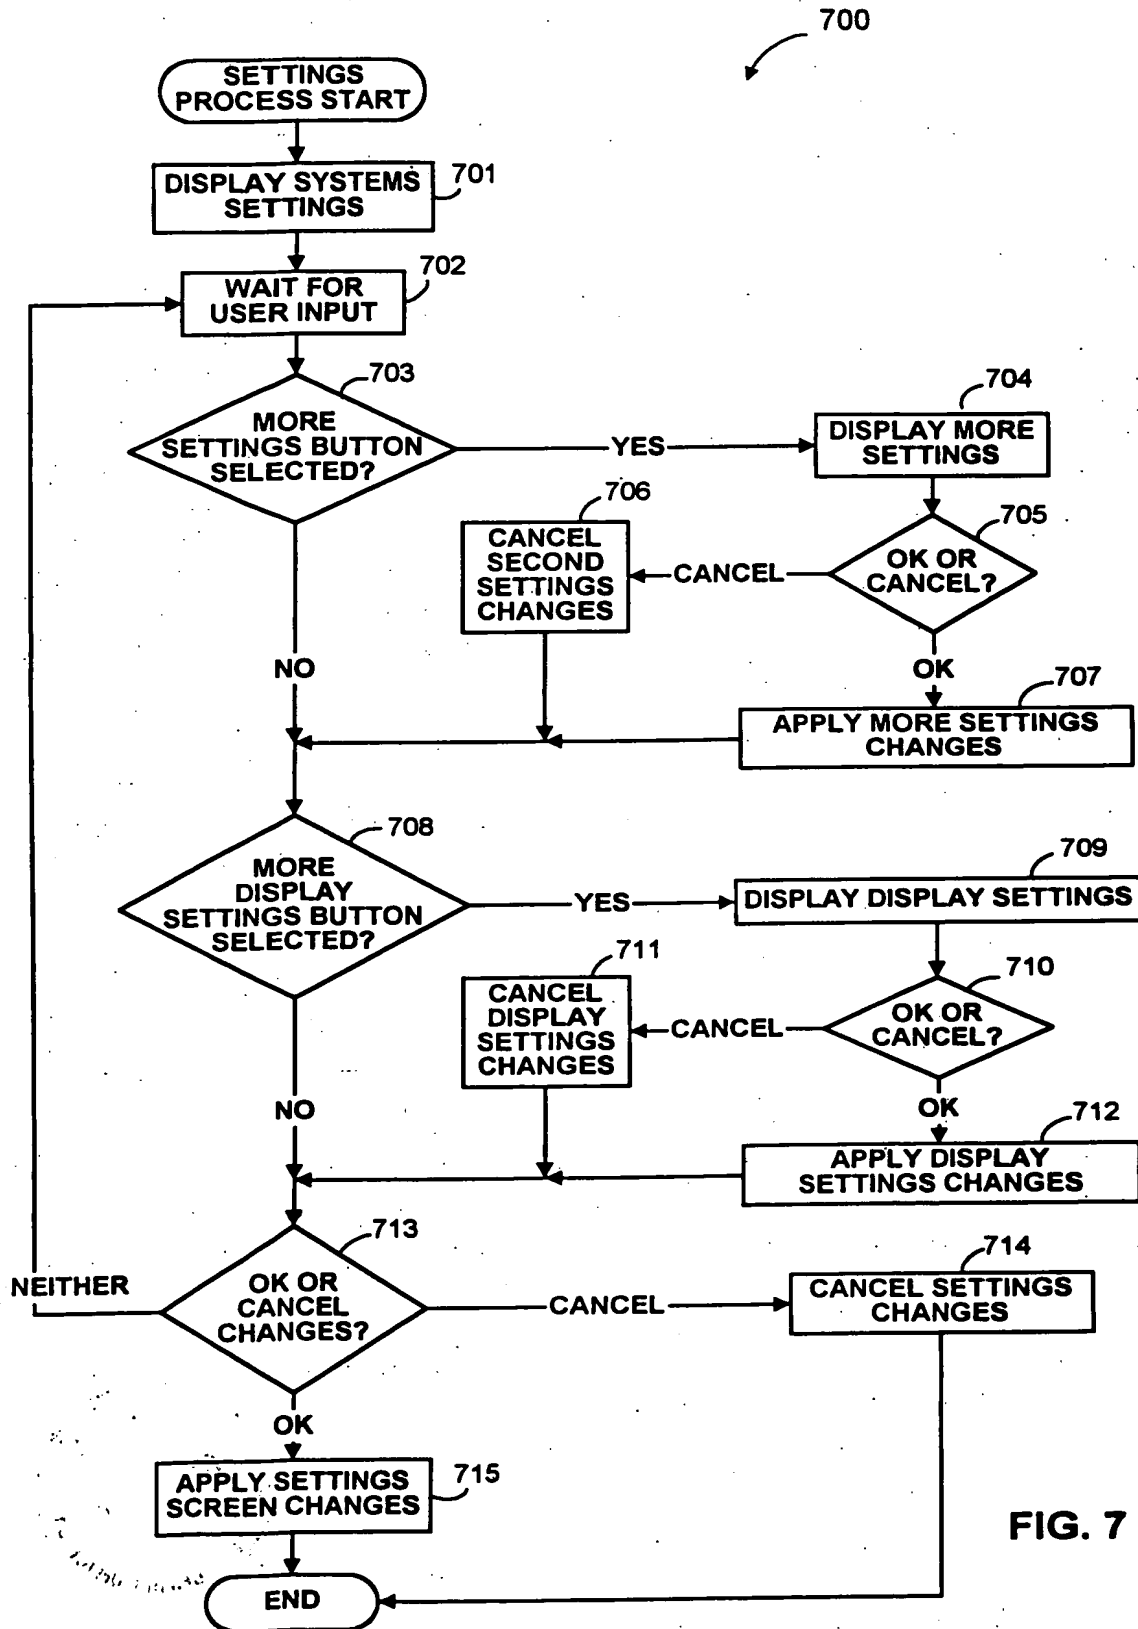 700
SETTINGS
PROCESS START
701
DISPLAY SYSTEMS
SETTINGS
702
WAIT FOR
USER INPUT
703
MORE
SETTINGS BUTTON
SELECTED?
YES
704
DISPLAY MORE
SETTINGS
705
OK OR
CANCEL?
CANCEL
706
CANCEL
SECOND
SETTINGS
CHANGES
OK
707
APPLY MORE SETTINGS
CHANGES
NO
708
MORE
DISPLAY
SETTINGS BUTTON
SELECTED?
YES
709
DISPLAY DISPLAY SETTINGS
710
OK OR
CANCEL?
CANCEL
711
CANCEL
DISPLAY
SETTINGS
CHANGES
OK
712
APPLY DISPLAY
SETTINGS CHANGES
NO
713
OK OR
CANCEL
CHANGES?
NEITHER
CANCEL
714
CANCEL SETTINGS
CHANGES
OK
715
APPLY SETTINGS
SCREEN CHANGES
END
FIG. 7